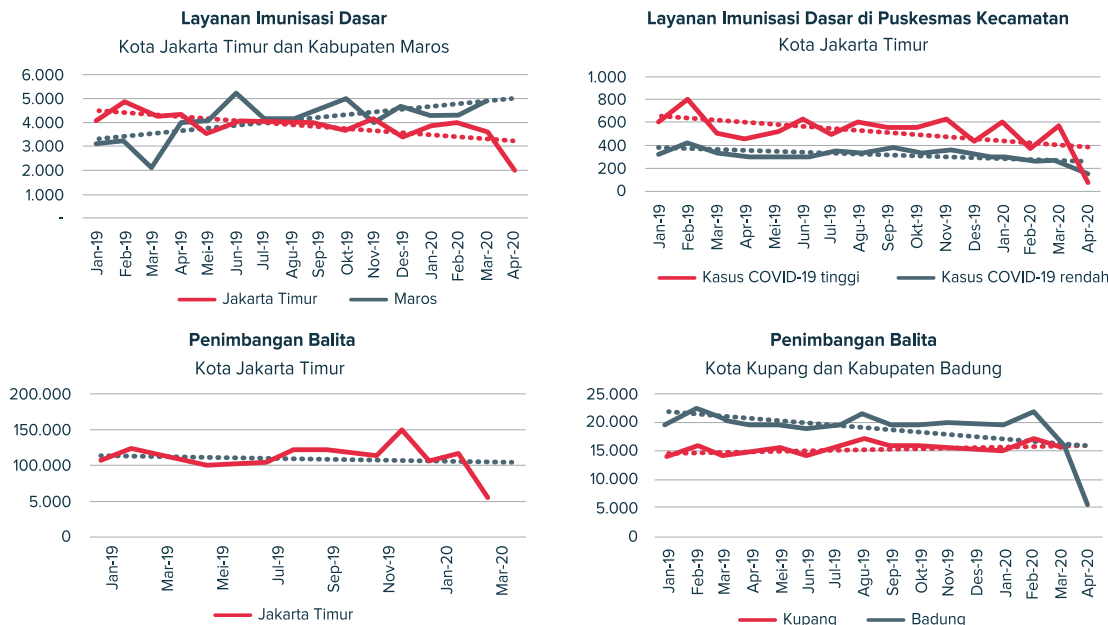 Layanan Imunisasi Dasar
Kota Jakarta Timur dan Kabupaten Maros
6.000
5.000
4.000
3.000
2.000
1.000
-
Jan-19
Feb-19
Mar-19
Apr-19
Mei-19
Jun-19
Jul-19
Agu-19
Sep-19
Okt-19
Nov-19
Des-19
Jan-20
Feb-20
Mar-20
Apr-20
Jakarta Timur
Maros
Layanan Imunisasi Dasar di Puskesmas Kecamatan
Kota Jakarta Timur
1.000
800
600
400
200
0
Jan-19
Feb-19
Mar-19
Apr-19
Mei-19
Jun-19
Jul-19
Agu-19
Sep-19
Okt-19
Nov-19
Des-19
Jan-20
Feb-20
Mar-20
Apr-20
Kasus COVID-19 tinggi
Kasus COVID-19 rendah
Penimbangan Balita
Kota Jakarta Timur
200.000
150.000
100.000
5.000
0
Jan-19
Mar-19
Mei-19
Jul-19
Sep-19
Nov-19
Jan-20
Mar-20
Jakarta Timur
Penimbangan Balita
Kota Kupang dan Kabupaten Badung
25.000
20.000
15.000
10.000
5.000
0
Jan-19
Feb-19
Mar-19
Apr-19
Mei-19
Jun-19
Jul-19
Agu-19
Sep-19
Okt-19
Nov-19
Des-19
Jan-20
Feb-20
Mar-20
Apr-20
Kupang
Badung